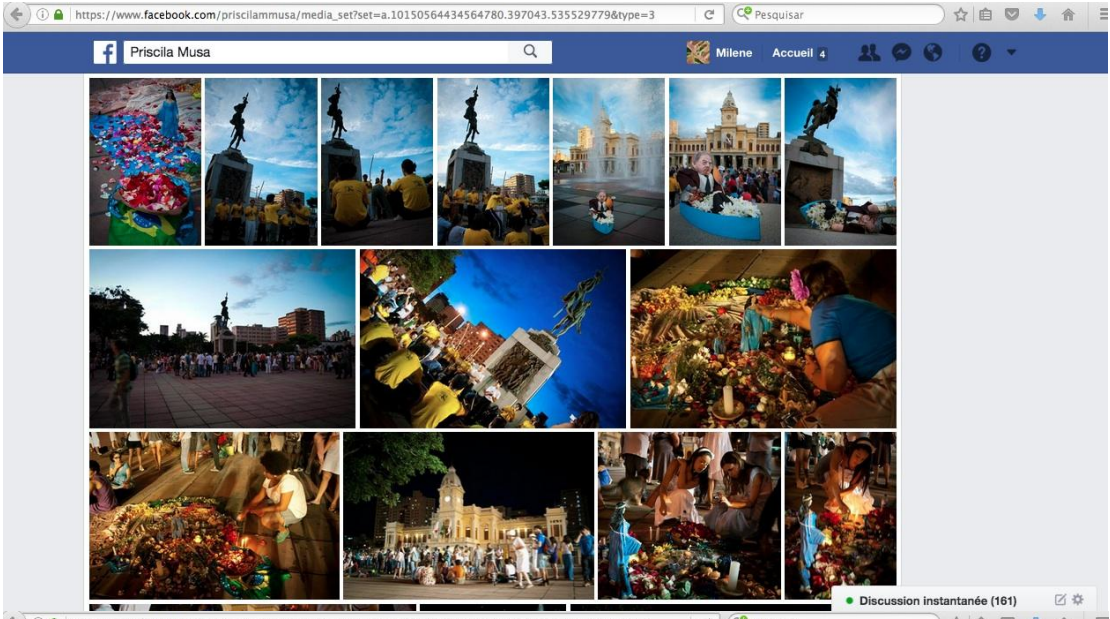 https://www.facebook.com/priscilammusa/media_set?set=a.10150564434564780.397043.535529779&type=3
Pesquisar
Priscila Musa
Milene
Accueil 4
Discussion instantanée (161)